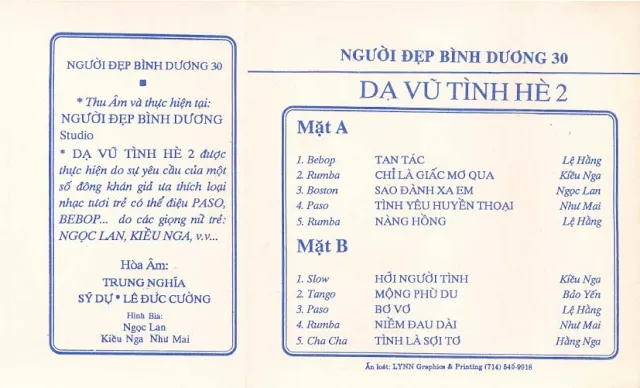 NGƯỜI ĐẸP BÌNH DƯƠNG 30
* Thu Âm và thực hiện tại:
NGƯỜI ĐẸP BÌNH DƯƠNG
Studio
* DẠ VŨ TÌNH HÈ 2 được
thực hiện do sự yêu cầu của một
số đông khán giả ưa thích loại
nhạc tươi trẻ có thể điệu PASO,
BEBOP... do các giọng nữ trẻ:
NGỌC LAN, KIỀU NGA, v.v...
Hòa Âm:
TRUNG NGHĨA
SỸ DỰ * LÊ ĐỨC CƯỜNG
Hình Bìa:
Ngọc Lan
Kiều Nga Như Mai
NGƯỜI ĐẸP BÌNH DƯƠNG 30
DẠ VŨ TÌNH HÈ 2
Mặt A
1. Bebop TAN TÁC Lệ Hằng
2. Rumba CHỈ LÀ GIẤC MƠ QUA Kiều Nga
3. Boston SAO ĐÀNH XA EM Ngọc Lan
4. Paso TÌNH YÊU HUYỀN THOẠI Như Mai
5. Rumba NÀNG HỒNG Lệ Hằng
Mặt B
1. Slow HỠI NGƯỜI TÌNH Kiều Nga
2. Tango MỘNG PHÙ DU Bảo Yến
3. Paso BƠ VƠ Lệ Hằng
4. Rumba NIỀM ĐAU DÀI Như Mai
5. Cha Cha TÌNH LÀ SỢI TƠ Hằng Nga
Ấn loát: LYNN Graphics & Printing (714) 540-9918